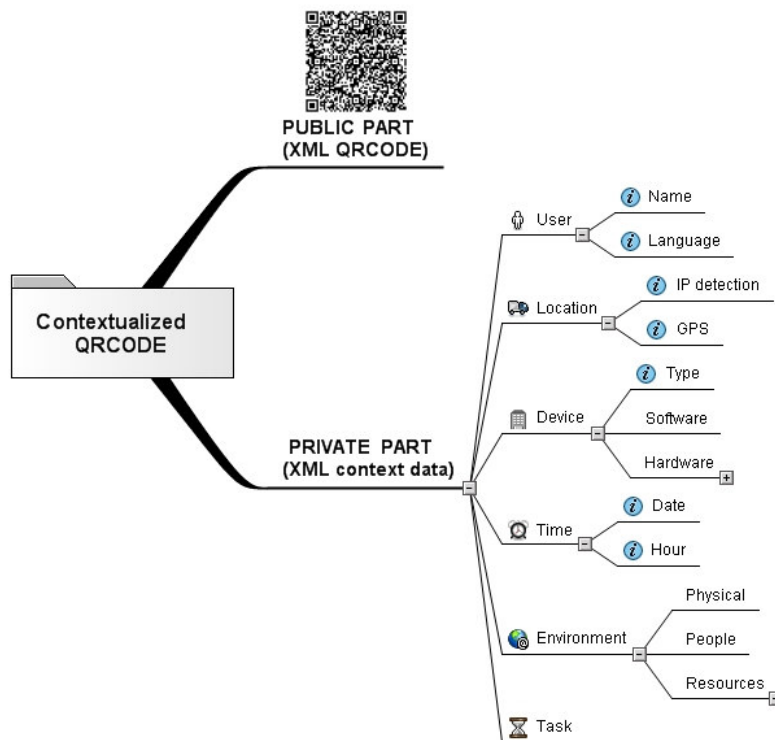 PUBLIC PART
(XML QRCODE)
Contextualized
QRCODE
PRIVATE PART
(XML context data)
User
Name
Language
Location
IP detection
GPS
Device
Type
Software
Hardware
Time
Date
Hour
Environment
Physical
People
Resources
Task